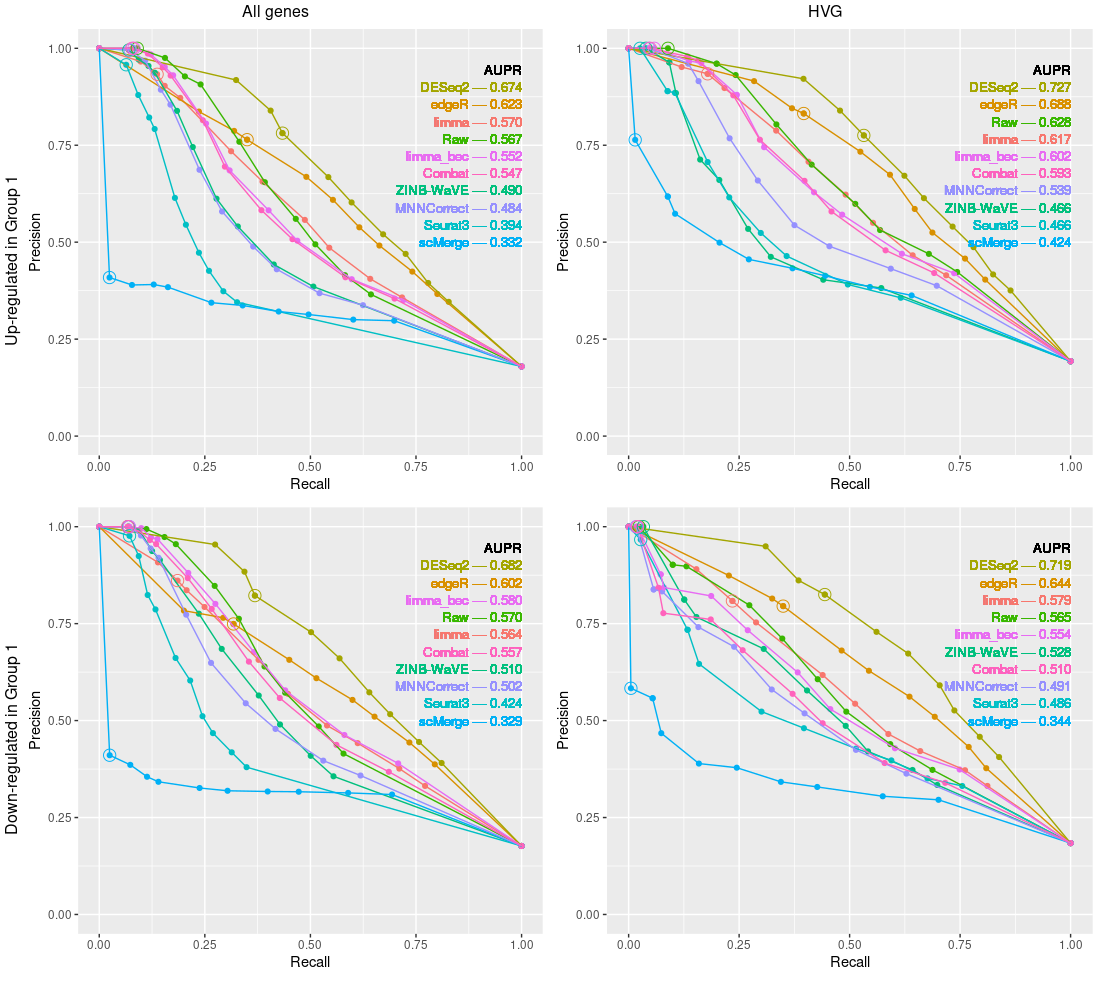 All genes
HVG
Up-regulated in Group 1
Precision
1.00
0.75
0.50
0.25
0.00
AUPR
DESeq2 — 0.674
edgeR — 0.623
limma — 0.570
Raw — 0.567
limma_bec — 0.552
Combat — 0.547
ZINB-WaVE — 0.490
MNNCorrect — 0.484
Seurat3 — 0.394
scMerge — 0.332
0.00 0.25 0.50 0.75 1.00
Recall
Precision
1.00
0.75
0.50
0.25
0.00
AUPR
DESeq2 — 0.727
edgeR — 0.688
Raw — 0.628
limma — 0.617
limma_bec — 0.602
Combat — 0.593
MNNCorrect — 0.539
ZINB-WaVE — 0.466
Seurat3 — 0.466
scMerge — 0.424
0.00 0.25 0.50 0.75 1.00
Recall
Down-regulated in Group 1
Precision
1.00
0.75
0.50
0.25
0.00
AUPR
DESeq2 — 0.682
edgeR — 0.602
limma_bec — 0.580
Raw — 0.570
limma — 0.564
Combat — 0.557
ZINB-WaVE — 0.510
MNNCorrect — 0.502
Seurat3 — 0.424
scMerge — 0.329
0.00 0.25 0.50 0.75 1.00
Recall
Precision
1.00
0.75
0.50
0.25
0.00
AUPR
DESeq2 — 0.719
edgeR — 0.644
limma — 0.579
Raw — 0.565
limma_bec — 0.554
ZINB-WaVE — 0.528
Combat — 0.510
MNNCorrect — 0.491
Seurat3 — 0.486
scMerge — 0.344
0.00 0.25 0.50 0.75 1.00
Recall